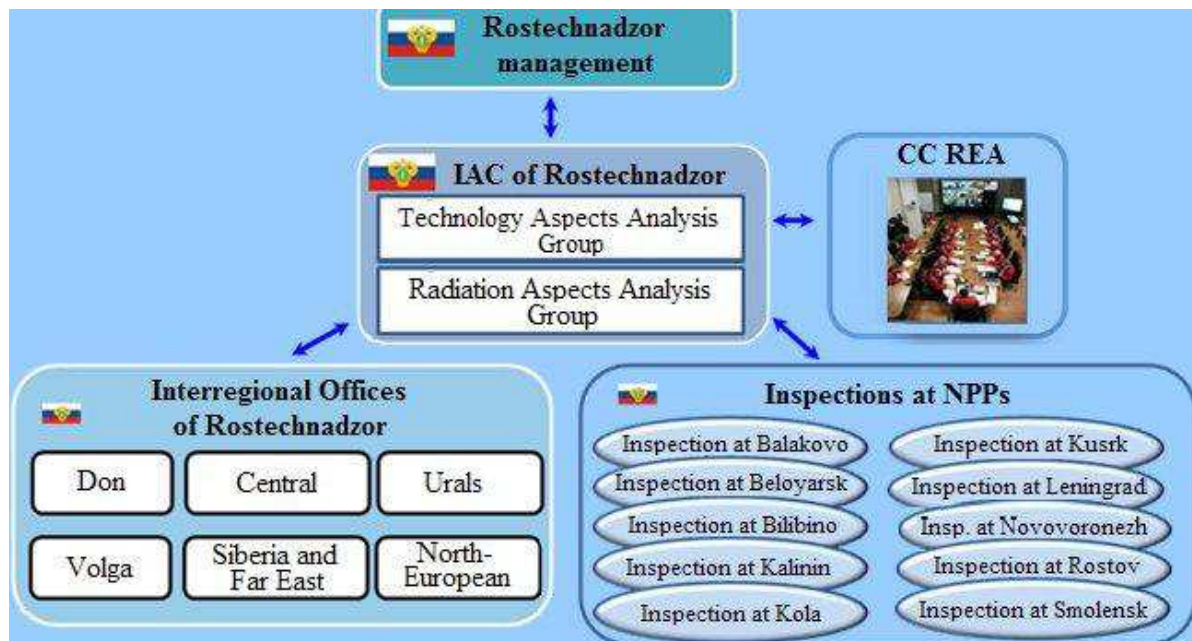 Rostechnadzor
management
IAC of Rostechnadzor
Technology Aspects Analysis
Group
Radiation Aspects Analysis
Group
CC REA
Interregional Offices
of Rostechnadzor
Don
Central
Urals
Volga
Siberia and
Far East
North-
European
Inspections at NPPs
Inspection at Balakovo
Inspection at Beloyarsk
Inspection at Bilibino
Inspection at Kalinin
Inspection at Kola
Inspection at Kusrk
Inspection at Leningrad
Insp. at Novovoronezh
Inspection at Rostov
Inspection at Smolensk